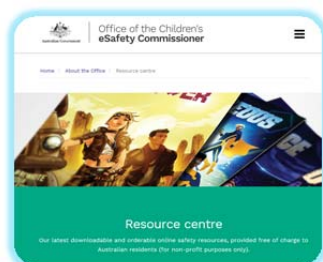 Office of the Children's
eSafety Commissioner
Australian Government
Home
About the Office
Resource centre
Resource centre
Our latest downloadable and orderable online safety resources, provided free of charge to
Australian residents (for non-profit purposes only).